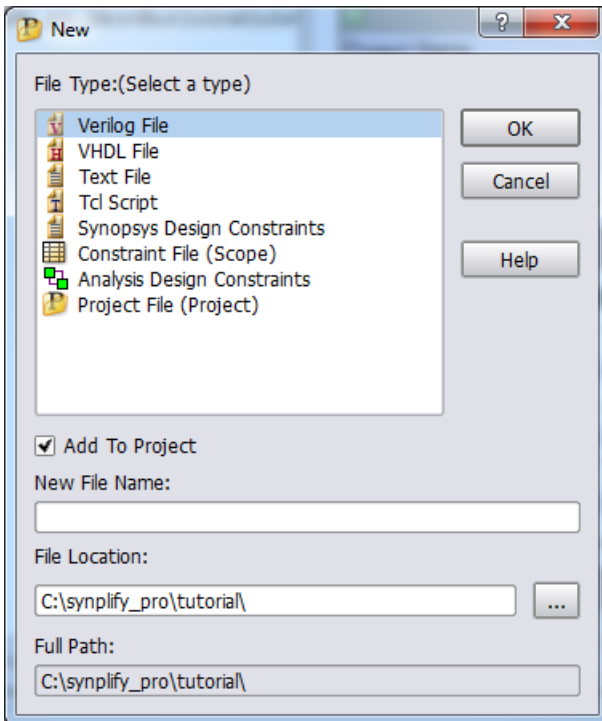 New
File Type:(Select a type)
Verilog File
VHDL File
Text File
Tcl Script
Synopsys Design Constraints
Constraint File (Scope)
Analysis Design Constraints
Project File (Project)
OK
Cancel
Help
Add To Project
New File Name:
File Location:
C:\synplify_pro\tutorial\
...
Full Path:
C:\synplify_pro\tutorial\